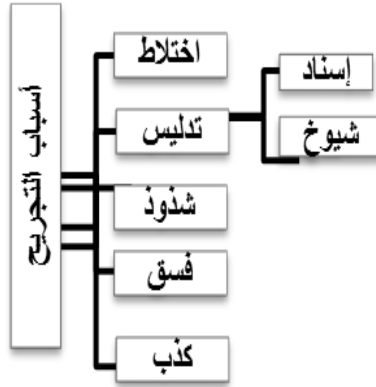 أسباب التجريح
اختلاط
تدليس
إسناد
شيوخ
شذوذ
فسق
كذب